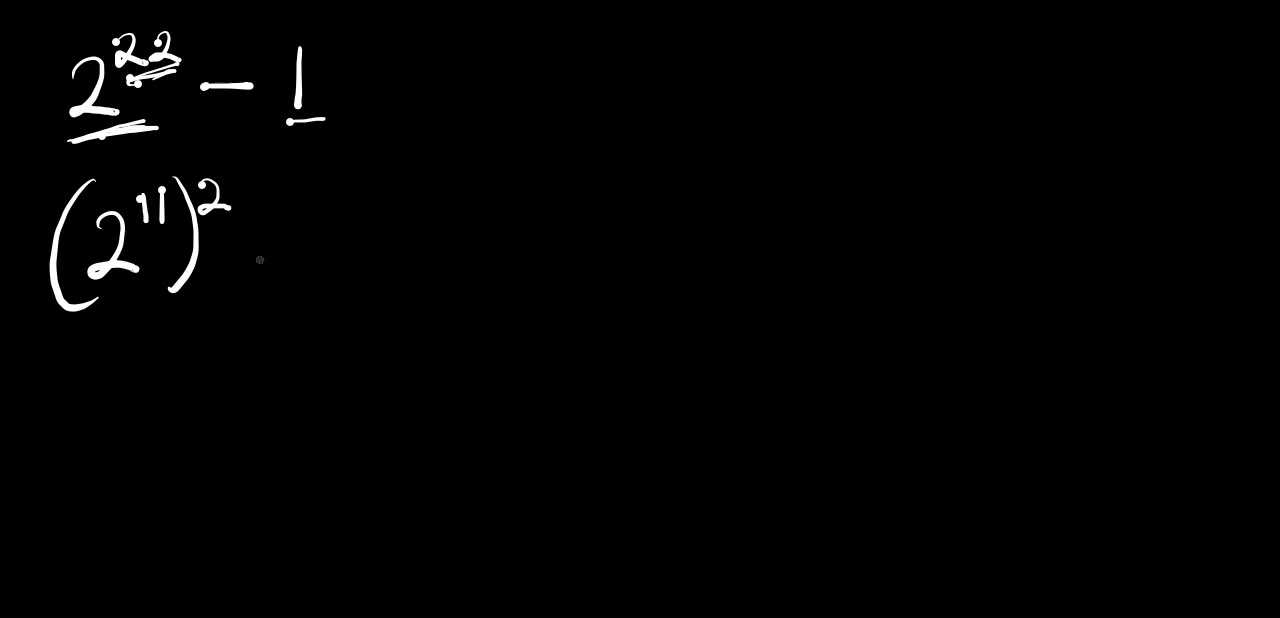 2²² - 1
(2¹¹)²